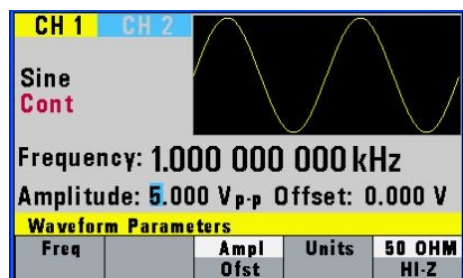 CH 1 CH 2
Sine
Cont
Frequency: 1.000 000 000 kHz
Amplitude: 5.000 Vp-p Offset: 0.000 V
Waveform Parameters
Freq Ampl Units 50 OHM
Ofst HI-Z